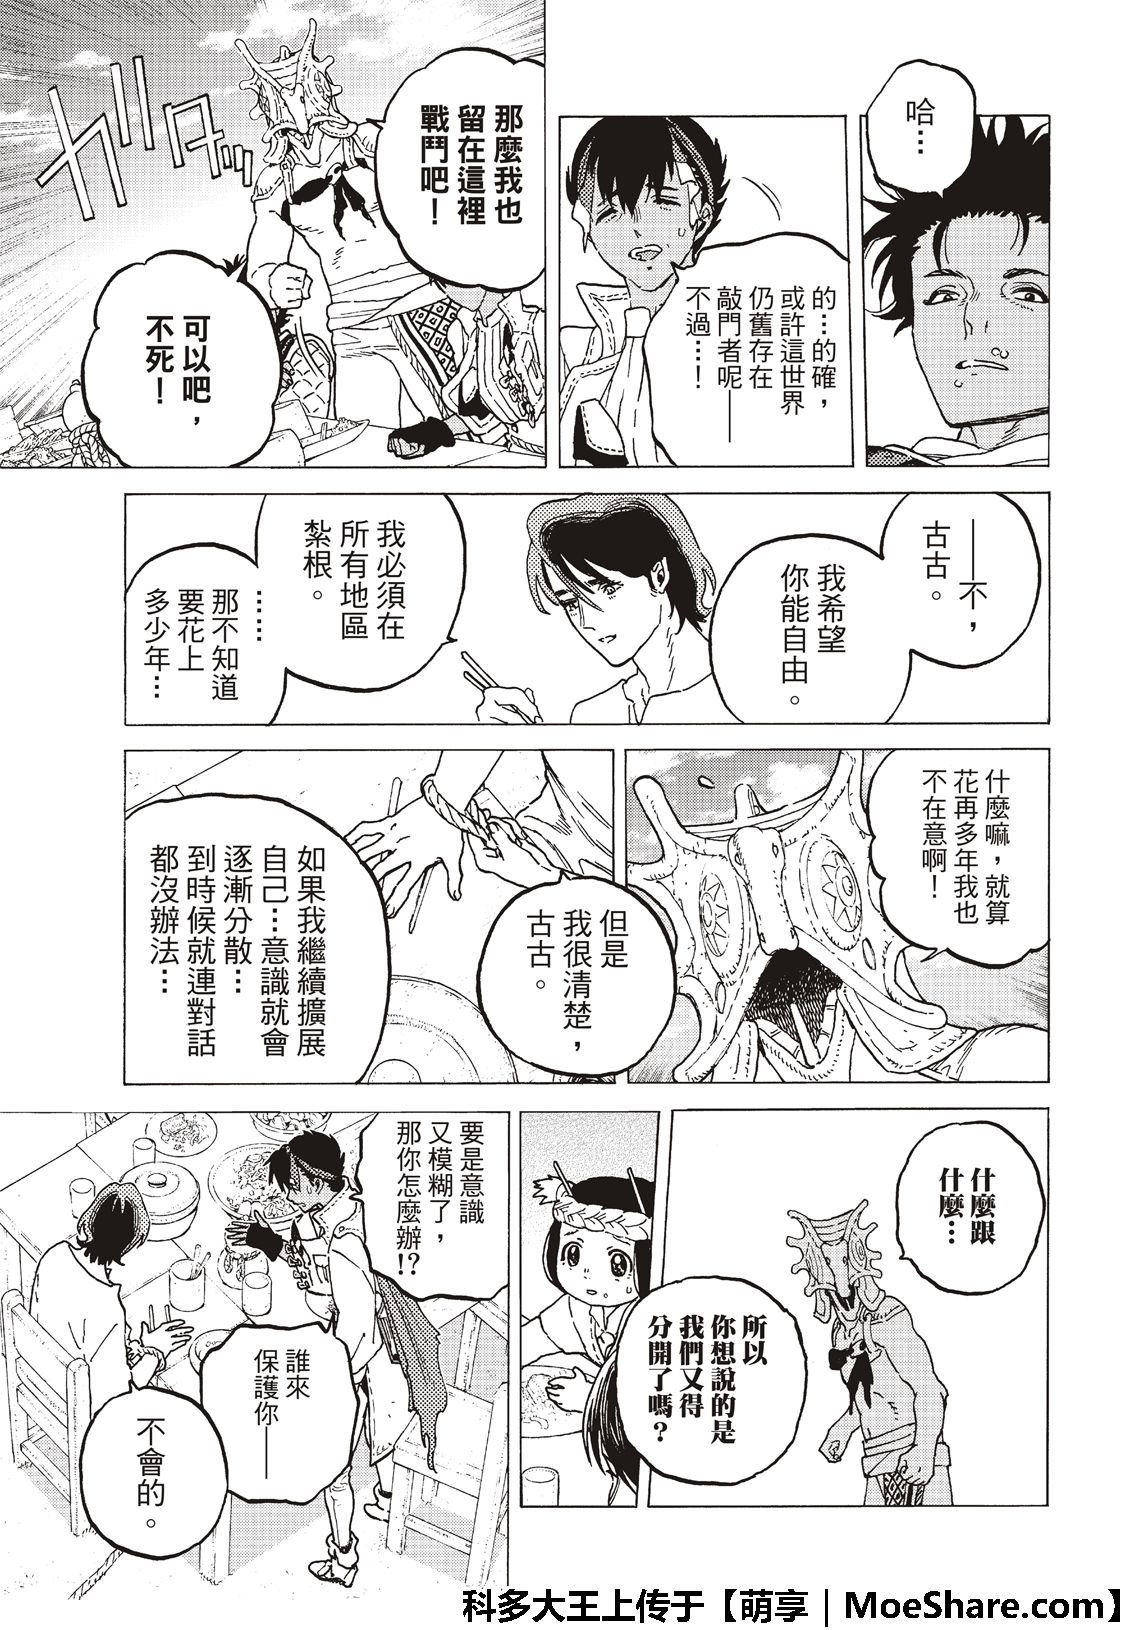 哈…
的…的確，
或許這世界
仍舊存在
敲門者呢——
不過…！
那麼我也
留在這裡
戰鬥吧！
ガタッ
可以吧，
不死！
——不，
古古。
我希望
你能自由。
我必須在
所有地區
紮根。
……
那不知道
要花上
多少年…
什麼嘛，就算
花再多年我也
不在意啊！
但是
我很清楚，
古古。
如果我繼續擴展
自己…意識就會
逐漸分散…
到時候就連對話
都沒辦法…
什麼跟
什麼…
所以
你想說的是
我們又得
分開了嗎？
要是意識
又模糊了，
那你怎麼辦!?
誰來
保護你——
不會的。
科多大王上传于【萌享｜MoeShare.com】